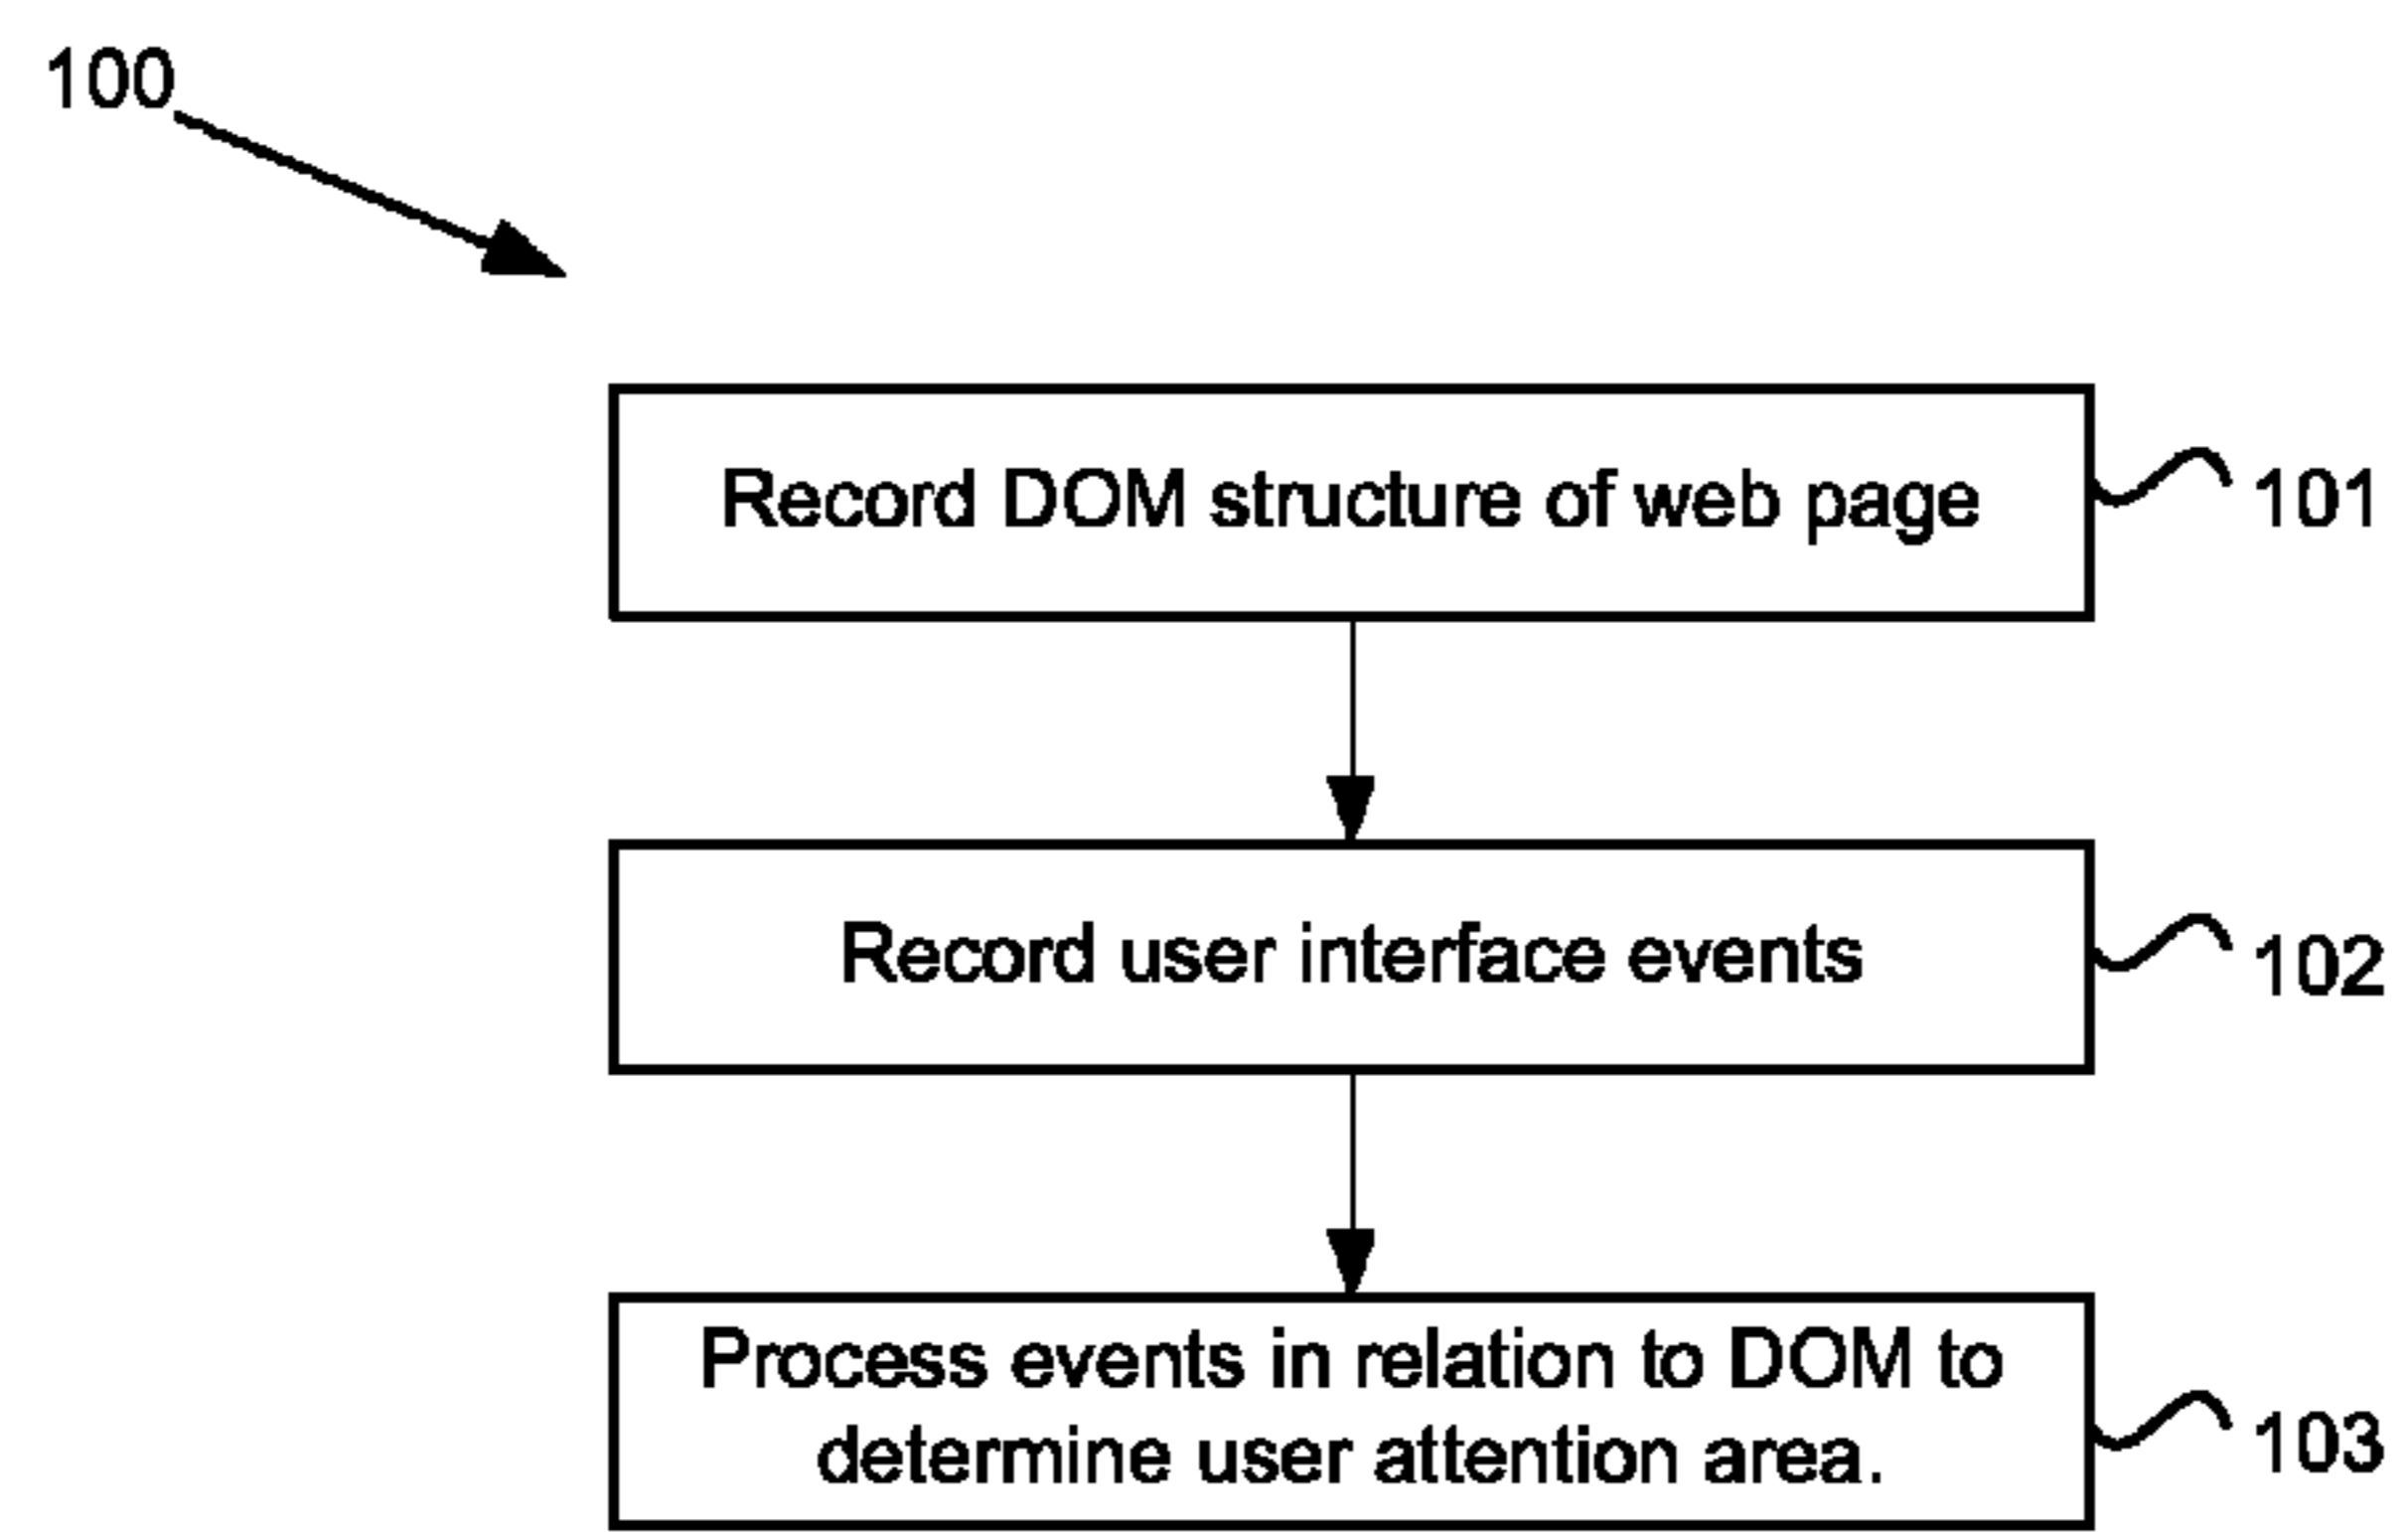 100
Record DOM structure of web page
101
Record user interface events
102
Process events in relation to DOM to
determine user attention area.
103